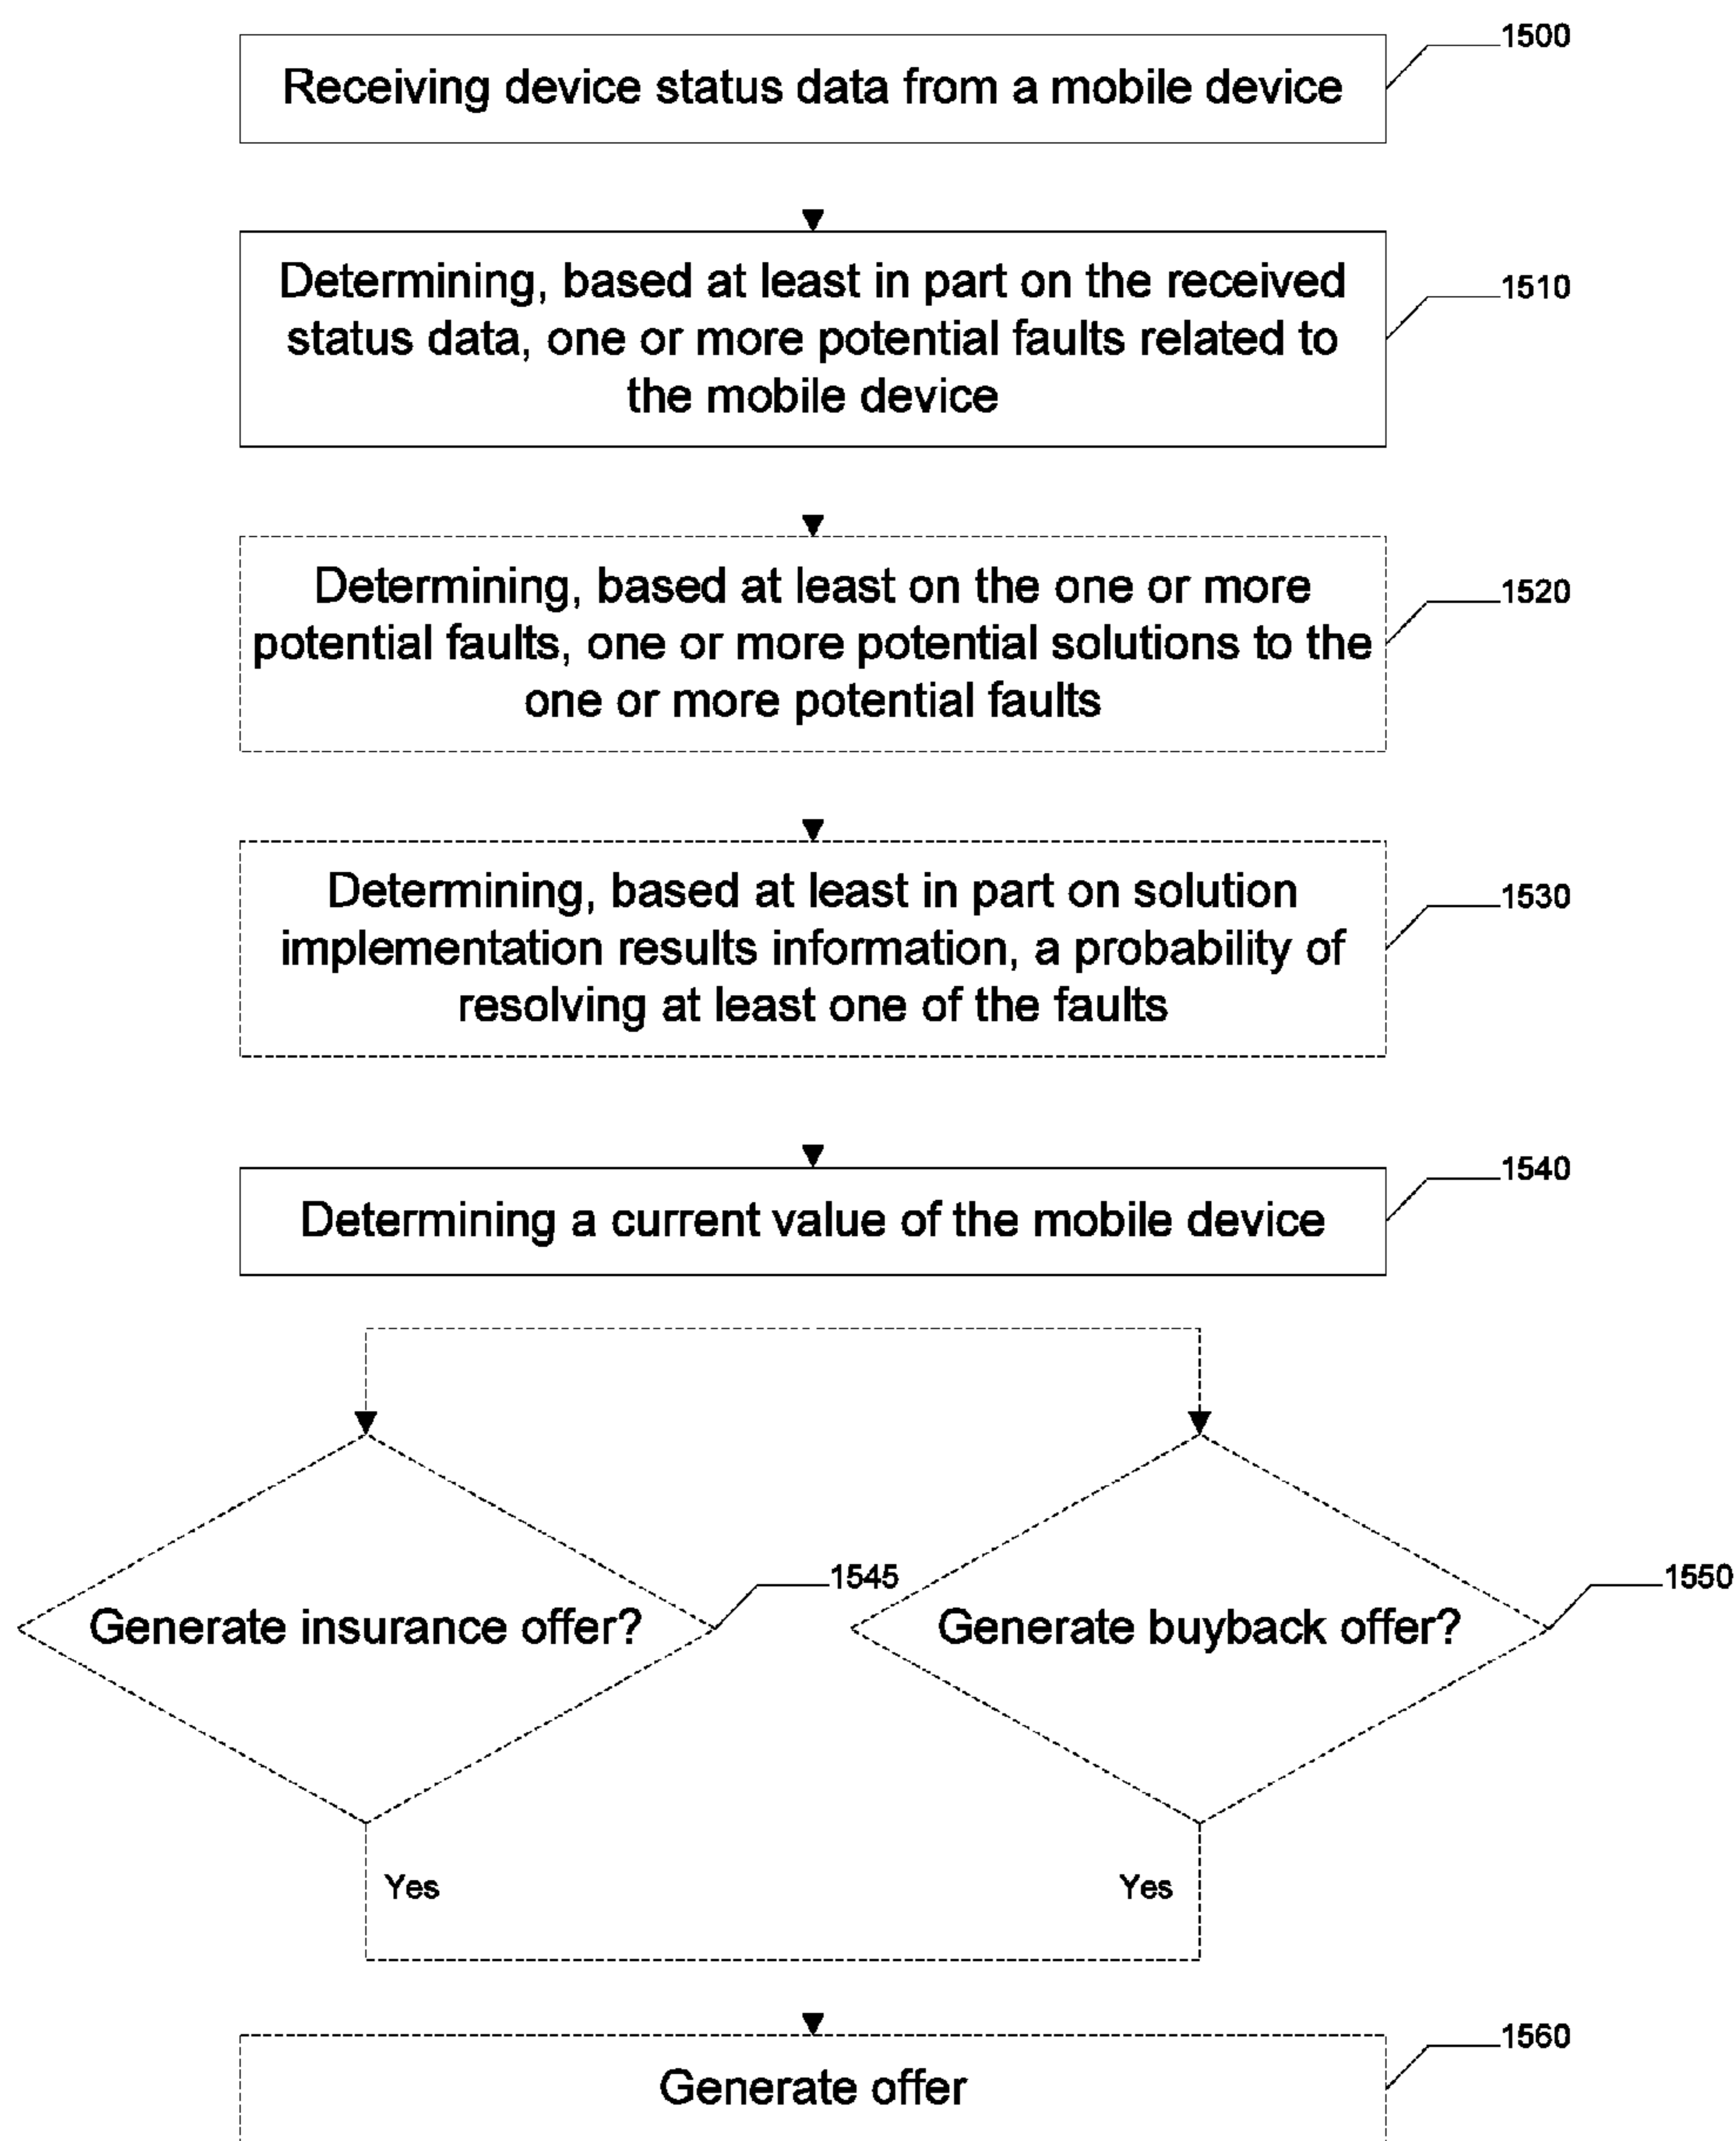 1500
Receiving device status data from a mobile device
1510
Determining, based at least in part on the received
status data, one or more potential faults related to
the mobile device
1520
Determining, based at least on the one or more
potential faults, one or more potential solutions to the
one or more potential faults
1530
Determining, based at least in part on solution
implementation results information, a probability of
resolving at least one of the faults
1540
Determining a current value of the mobile device
1545
Generate insurance offer?
1550
Generate buyback offer?
Yes
Yes
1560
Generate offer